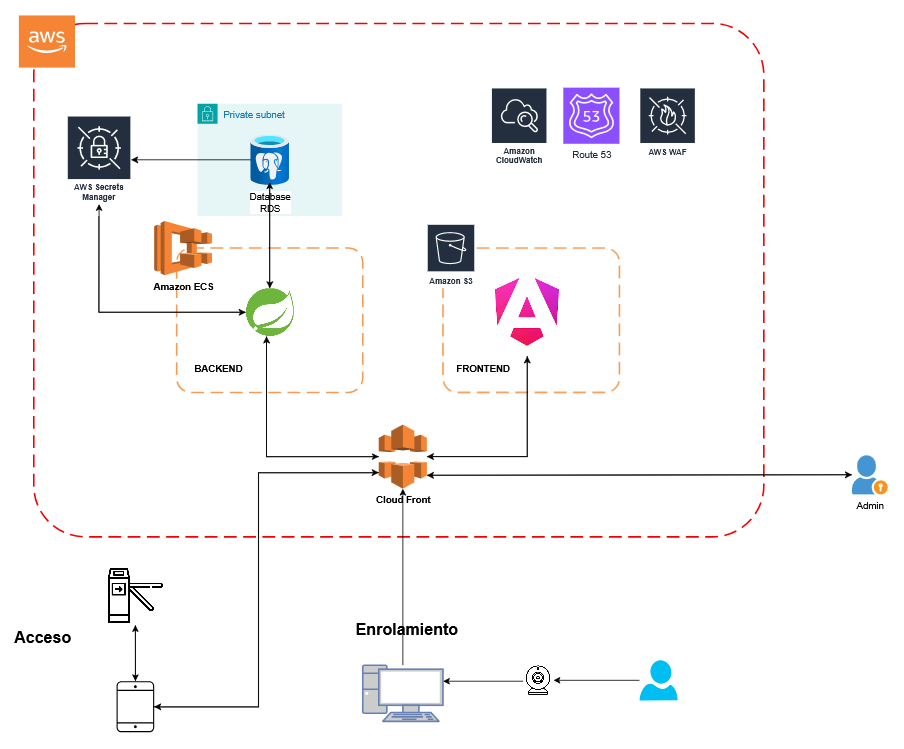 aws
Private subnet
Amazon
CloudWatch
53
Route 53
AWS WAF
AWS Secrets
Manager
Database
RDS
Amazon ECS
Amazon S3
BACKEND
FRONTEND
Cloud Front
Admin
Acceso
Enrolamiento